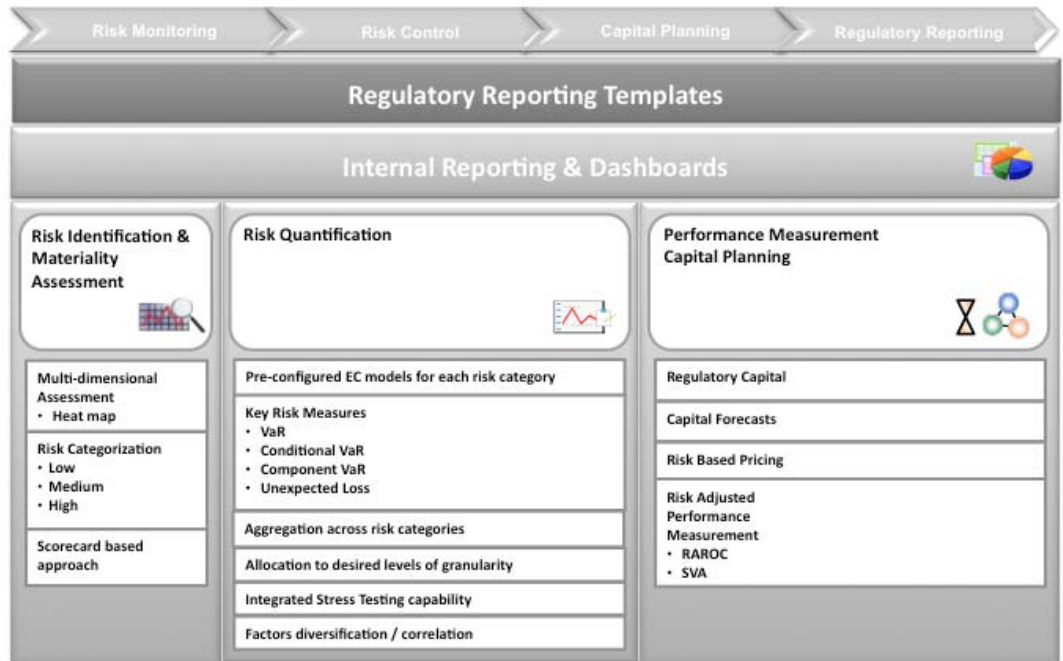 Risk Monitoring
Risk Control
Capital Planning
Regulatory Reporting
Regulatory Reporting Templates
Internal Reporting & Dashboards
Risk Identification &
Materiality
Assessment
Multi-dimensional
Assessment
• Heat map
Risk Categorization
• Low
• Medium
• High
Scorecard based
approach
Risk Quantification
Pre-configured EC models for each risk category
Key Risk Measures
• VaR
• Conditional VaR
• Component VaR
• Unexpected Loss
Aggregation across risk categories
Allocation to desired levels of granularity
Integrated Stress Testing capability
Factors diversification / correlation
Performance Measurement
Capital Planning
Regulatory Capital
Capital Forecasts
Risk Based Pricing
Risk Adjusted
Performance
Measurement
• RAROC
• SVA